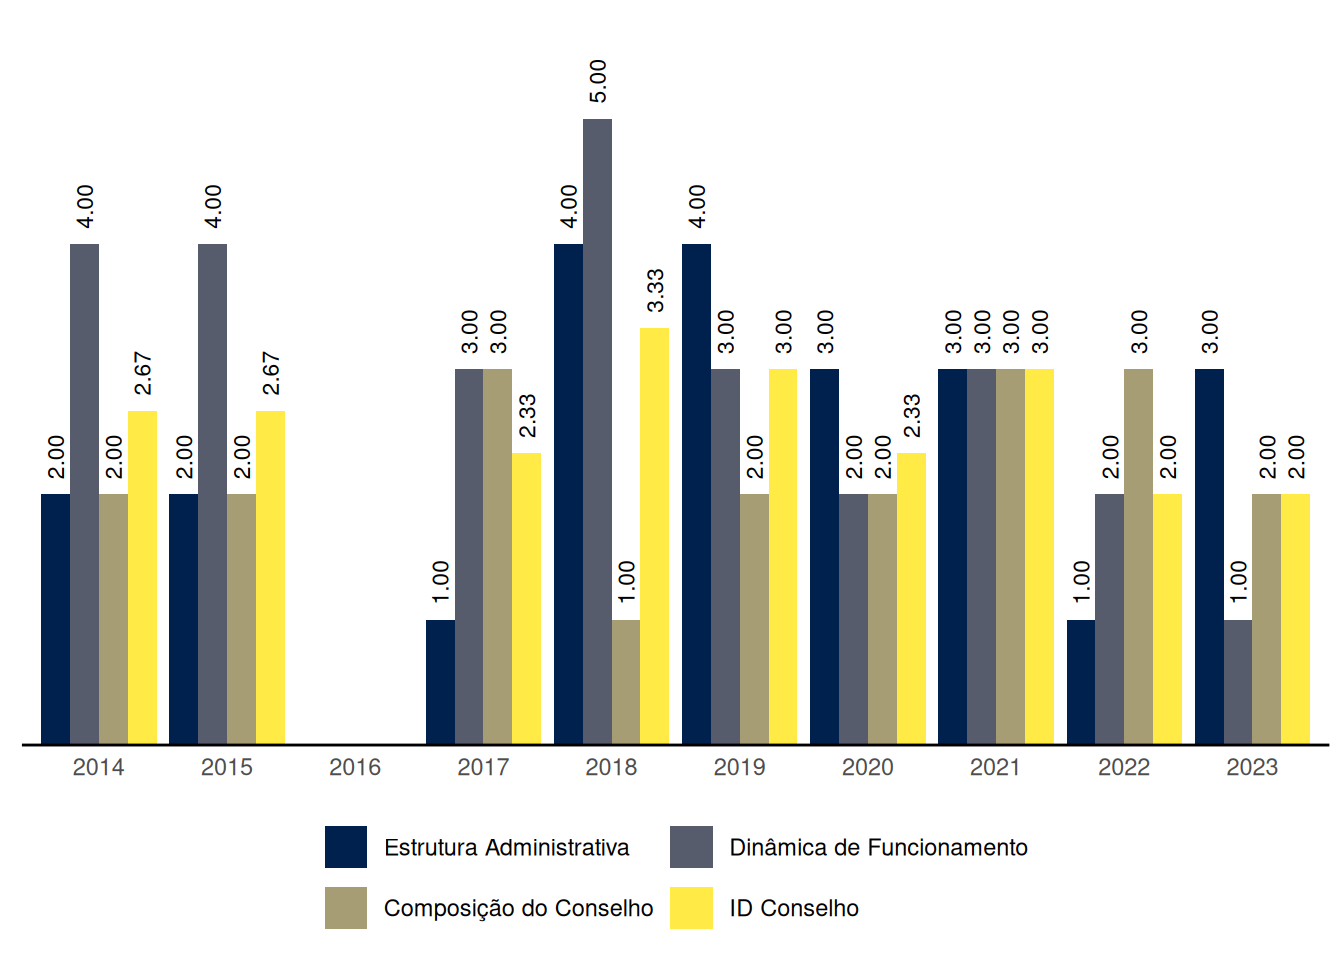 2.00 4.00 2.00 2.67 2.00 4.00 2.00 2.67 1.00 3.00 3.00 2.33 4.00 5.00 1.00 3.33 4.00 3.00 2.00 3.00 3.00 2.00 2.00 2.33 3.00 3.00 3.00 3.00 1.00 2.00 3.00 2.00 3.00 1.00 2.00 2.00
2014 2015 2016 2017 2018 2019 2020 2021 2022 2023
Estrutura Administrativa Dinâmica de Funcionamento
Composição do Conselho ID Conselho